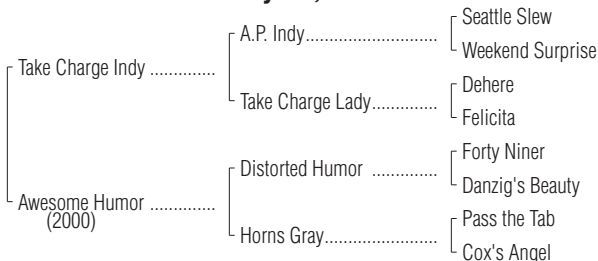 Seattle Slew
A.P. Indy..............................
Weekend Surprise
Take Charge Indy ..............
Dehere
Take Charge Lady..............
Felicita
Forty Niner
Distorted Humor ..............
Danzig's Beauty
Awesome Humor ..............
(2000)
Pass the Tab
Horns Gray........................
Cox's Angel